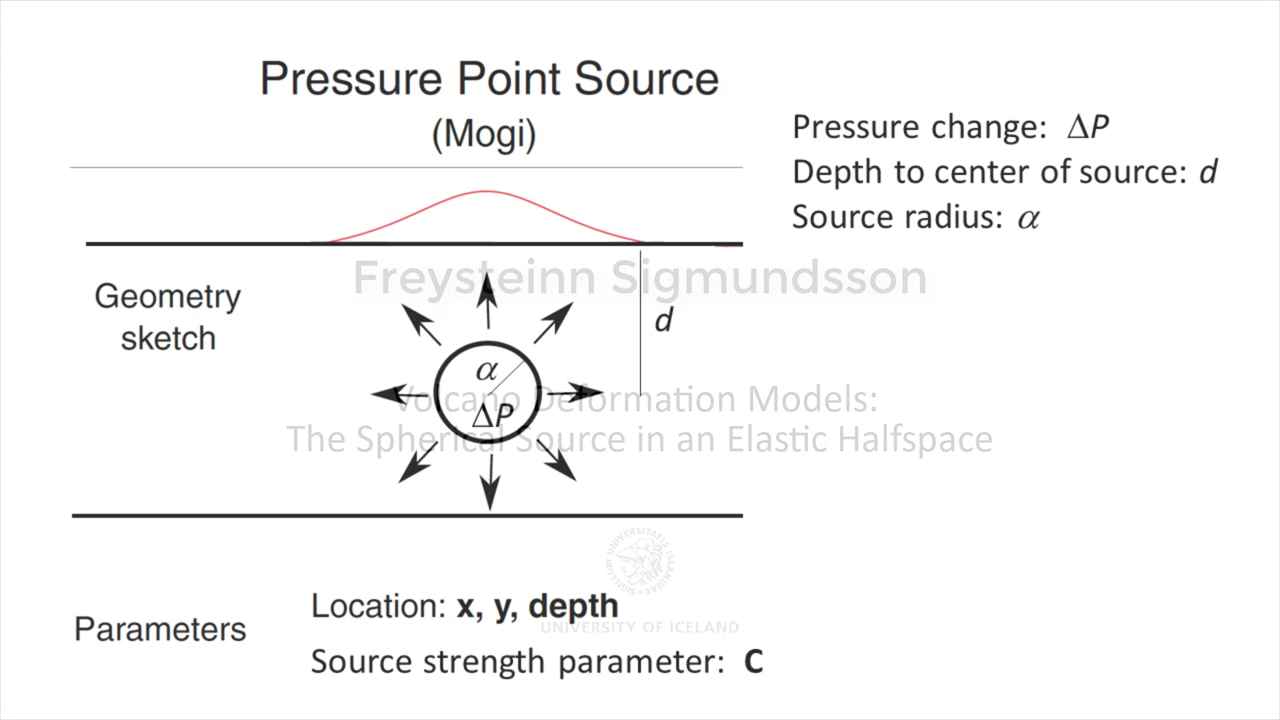 Pressure Point Source
(Mogi)
Pressure change: ΔP
Depth to center of source: d
Source radius: α
Freysteinn Sigmundsson
Geometry
sketch
d
α
ΔP
Volcano Deformation Models:
The Spherical Source in an Elastic Halfspace
Parameters
Location: x, y, depth
UNIVERSITY OF ICELAND
Source strength parameter: C